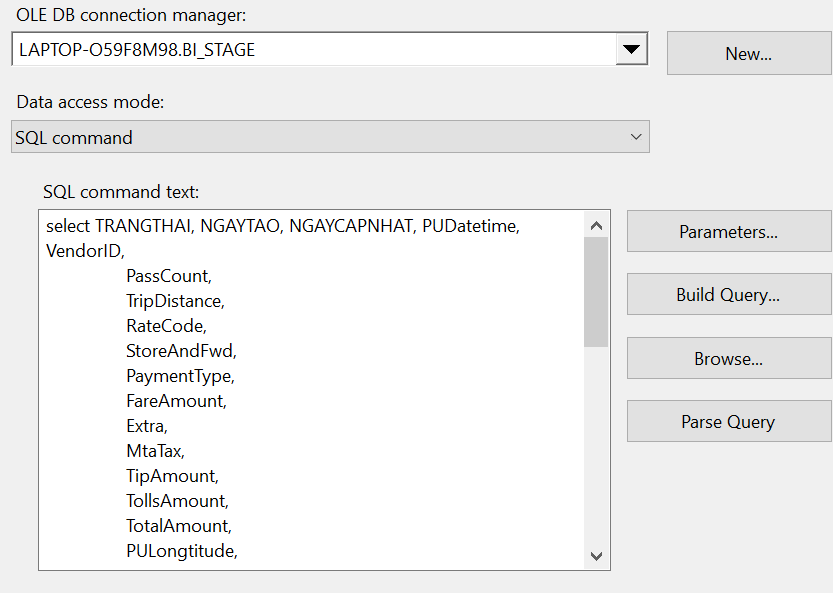 OLE DB connection manager:
LAPTOP-O59F8M98.BI_STAGE
New...
Data access mode:
SQL command
SQL command text:
select TRANGTHAI, NGAYTAO, NGAYCAPNHAT, PUDatetime,
VendorID,
PassCount,
TripDistance,
RateCode,
StoreAndFwd,
PaymentType,
FareAmount,
Extra,
MtaTax,
TipAmount,
TollsAmount,
TotalAmount,
PULongtitude,
Parameters...
Build Query...
Browse...
Parse Query